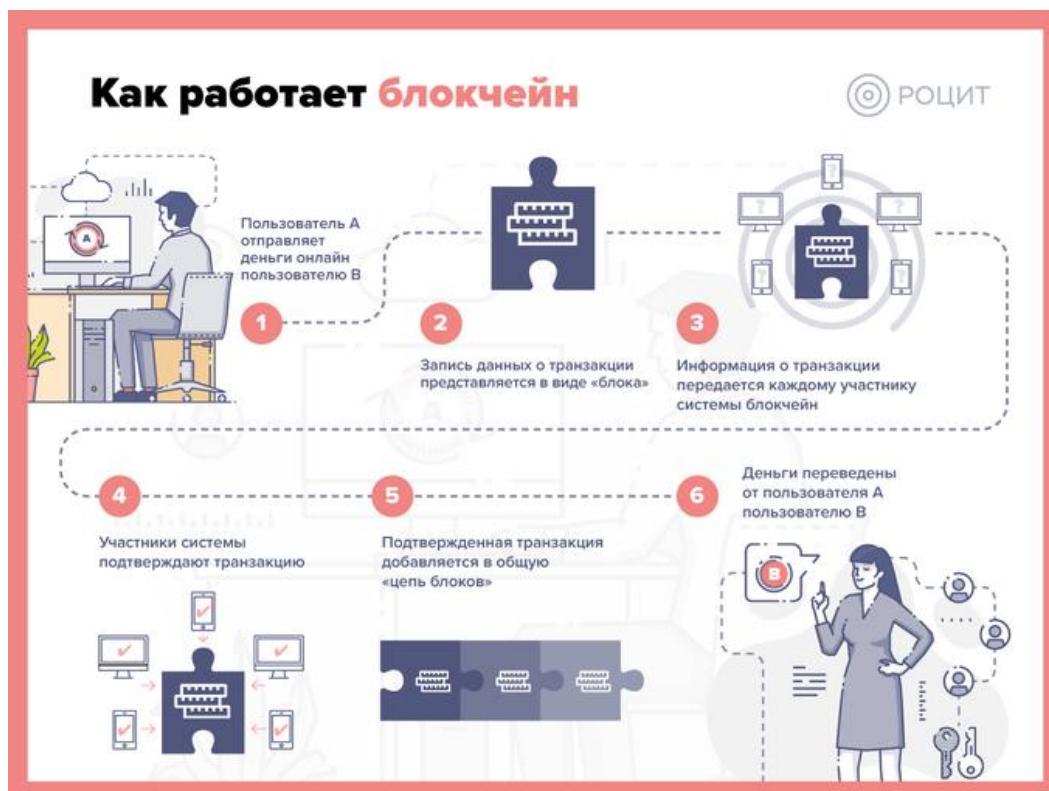 Как работает блокчейн
РОЦИТ
Пользователь А
отправляет
деньги онлайн
пользователю В
1
2
Запись данных о транзакции
представляется в виде «блока»
3
Информация о транзакции
передается каждому участнику
системы блокчейн
4
Участники системы
подтверждают транзакцию
5
Подтвержденная транзакция
добавляется в общую
«цепь блоков»
6
Деньги переведены
от пользователя А
пользователю В
А
В